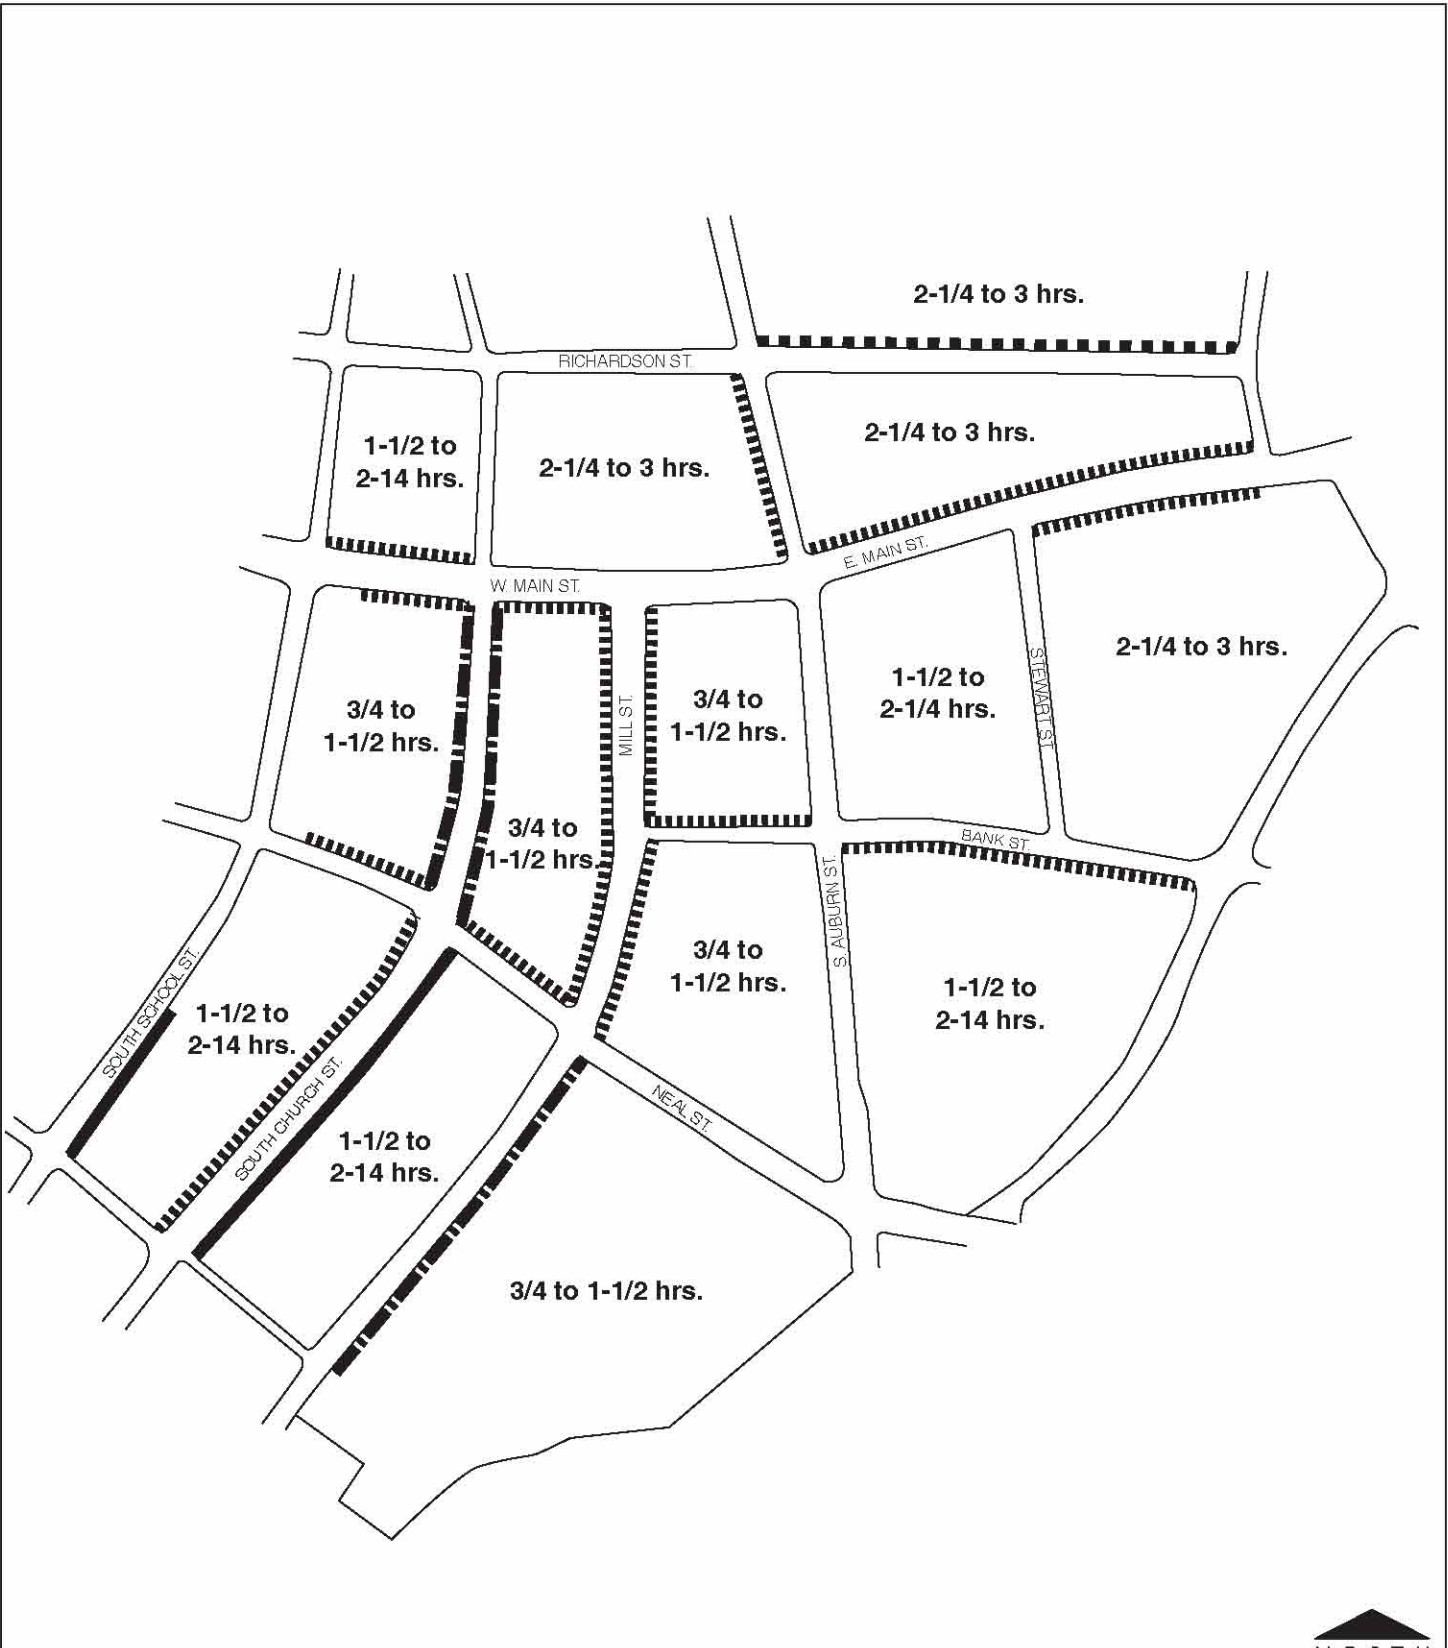 2-1/4 to 3 hrs.
RICHARDSON ST.
1-1/2 to
2-14 hrs.
2-1/4 to 3 hrs.
2-1/4 to 3 hrs.
E. MAIN ST.
W. MAIN ST.
3/4 to
1-1/2 hrs.
MILL ST.
3/4 to
1-1/2 hrs.
1-1/2 to
2-1/4 hrs.
STEWART ST.
2-1/4 to 3 hrs.
3/4 to
1-1/2 hrs.
BANK ST.
S. AUBURN ST.
3/4 to
1-1/2 hrs.
1-1/2 to
2-14 hrs.
SOUTH SCHOOL ST.
1-1/2 to
2-14 hrs.
SOUTH CHURCH ST.
1-1/2 to
2-14 hrs.
NEAL ST.
3/4 to 1-1/2 hrs.